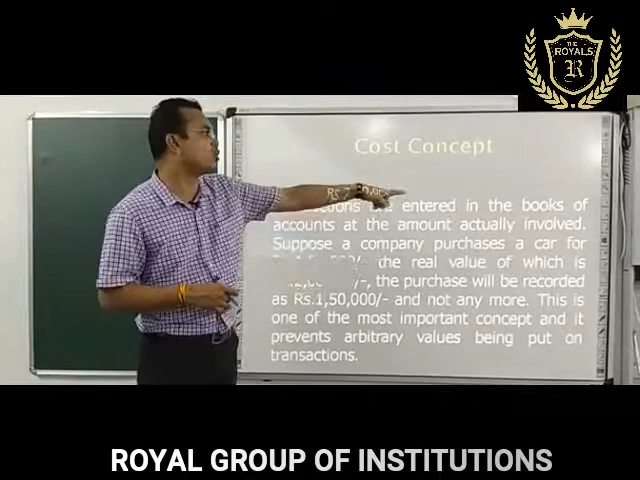 THE
ROYALS
R
Cost Concept
entered in the books of
accounts at the amount actually involved.
Suppose a company purchases a car for
the real value of which is
the purchase will be recorded
as Rs.1,50,000/- and not any more. This is
one of the most important concept and it
prevents arbitrary values being put on
transactions.
ROYAL GROUP OF INSTITUTIONS